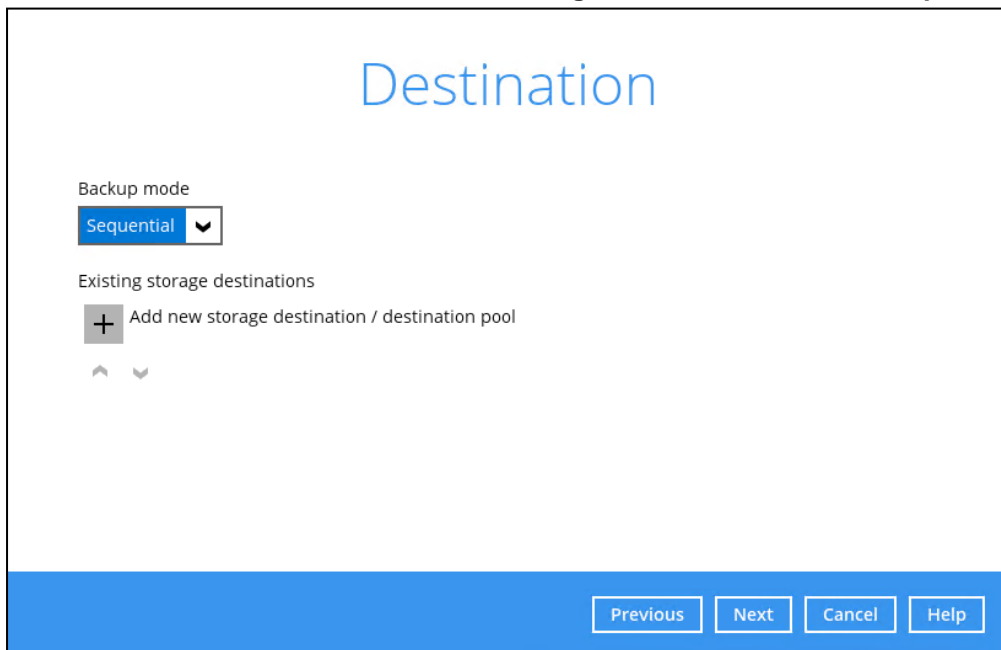 Destination
Backup mode
Sequential
Existing storage destinations
Add new storage destination / destination pool
Previous Next Cancel Help